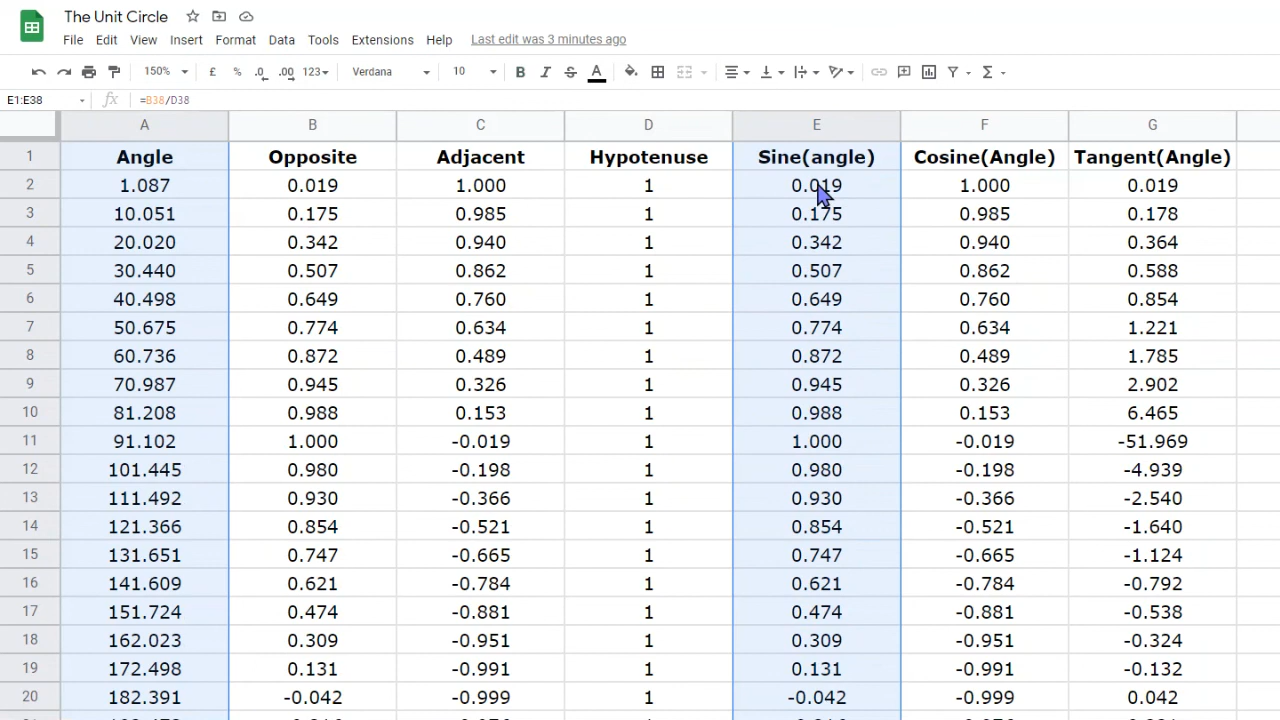 The Unit Circle
File Edit View Insert Format Data Tools Extensions Help Last edit was 3 minutes ago
150% £ % .0 .00 123 Verdana 10 B I S A Σ
E1:E38 fx =B38/D38
A B C D E F G
1 Angle Opposite Adjacent Hypotenuse Sine(angle) Cosine(Angle) Tangent(Angle)
2 1.087 0.019 1.000 1 0.019 1.000 0.019
3 10.051 0.175 0.985 1 0.175 0.985 0.178
4 20.020 0.342 0.940 1 0.342 0.940 0.364
5 30.440 0.507 0.862 1 0.507 0.862 0.588
6 40.498 0.649 0.760 1 0.649 0.760 0.854
7 50.675 0.774 0.634 1 0.774 0.634 1.221
8 60.736 0.872 0.489 1 0.872 0.489 1.785
9 70.987 0.945 0.326 1 0.945 0.326 2.902
10 81.208 0.988 0.153 1 0.988 0.153 6.465
11 91.102 1.000 -0.019 1 1.000 -0.019 -51.969
12 101.445 0.980 -0.198 1 0.980 -0.198 -4.939
13 111.492 0.930 -0.366 1 0.930 -0.366 -2.540
14 121.366 0.854 -0.521 1 0.854 -0.521 -1.640
15 131.651 0.747 -0.665 1 0.747 -0.665 -1.124
16 141.609 0.621 -0.784 1 0.621 -0.784 -0.792
17 151.724 0.474 -0.881 1 0.474 -0.881 -0.538
18 162.023 0.309 -0.951 1 0.309 -0.951 -0.324
19 172.498 0.131 -0.991 1 0.131 -0.991 -0.132
20 182.391 -0.042 -0.999 1 -0.042 -0.999 0.042